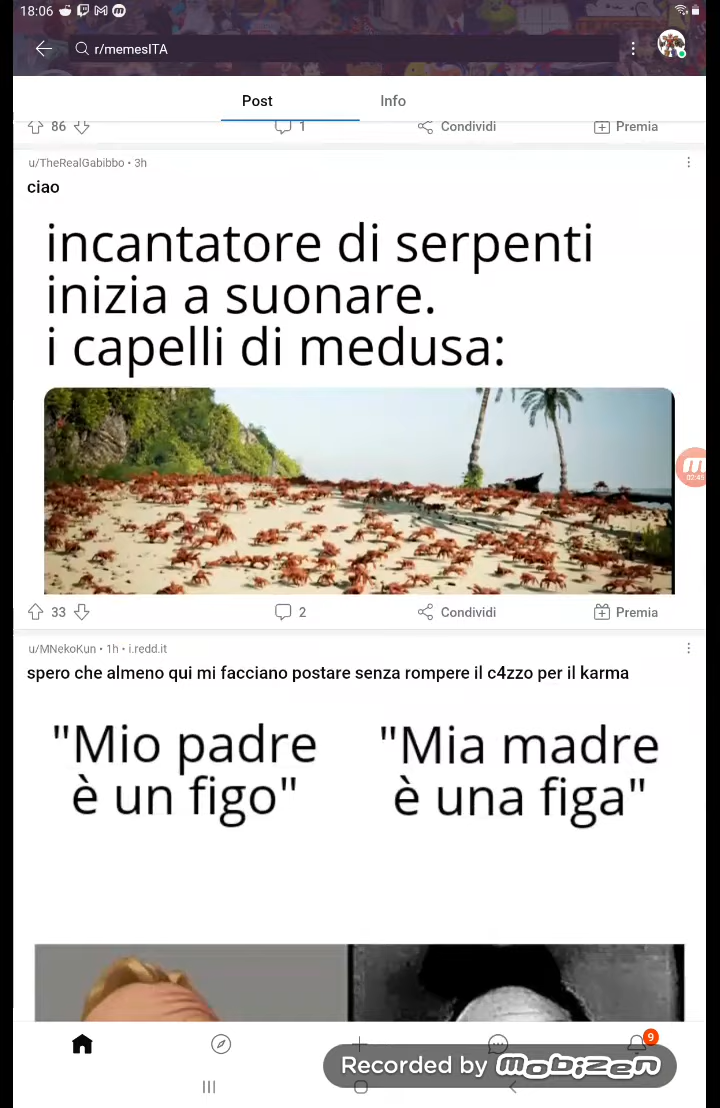 18:06
r/memesITA
Post Info
86 1 Condividi Premia
u/TheRealGabibbo • 3h
ciao
incantatore di serpenti
inizia a suonare.
i capelli di medusa:
02:45
33 2 Condividi Premia
u/MNekoKun • 1h • i.redd.it
spero che almeno qui mi facciano postare senza rompere il c4zzo per il karma
"Mio padre
è un figo"
"Mia madre
è una figa"
9
Recorded by mobizen